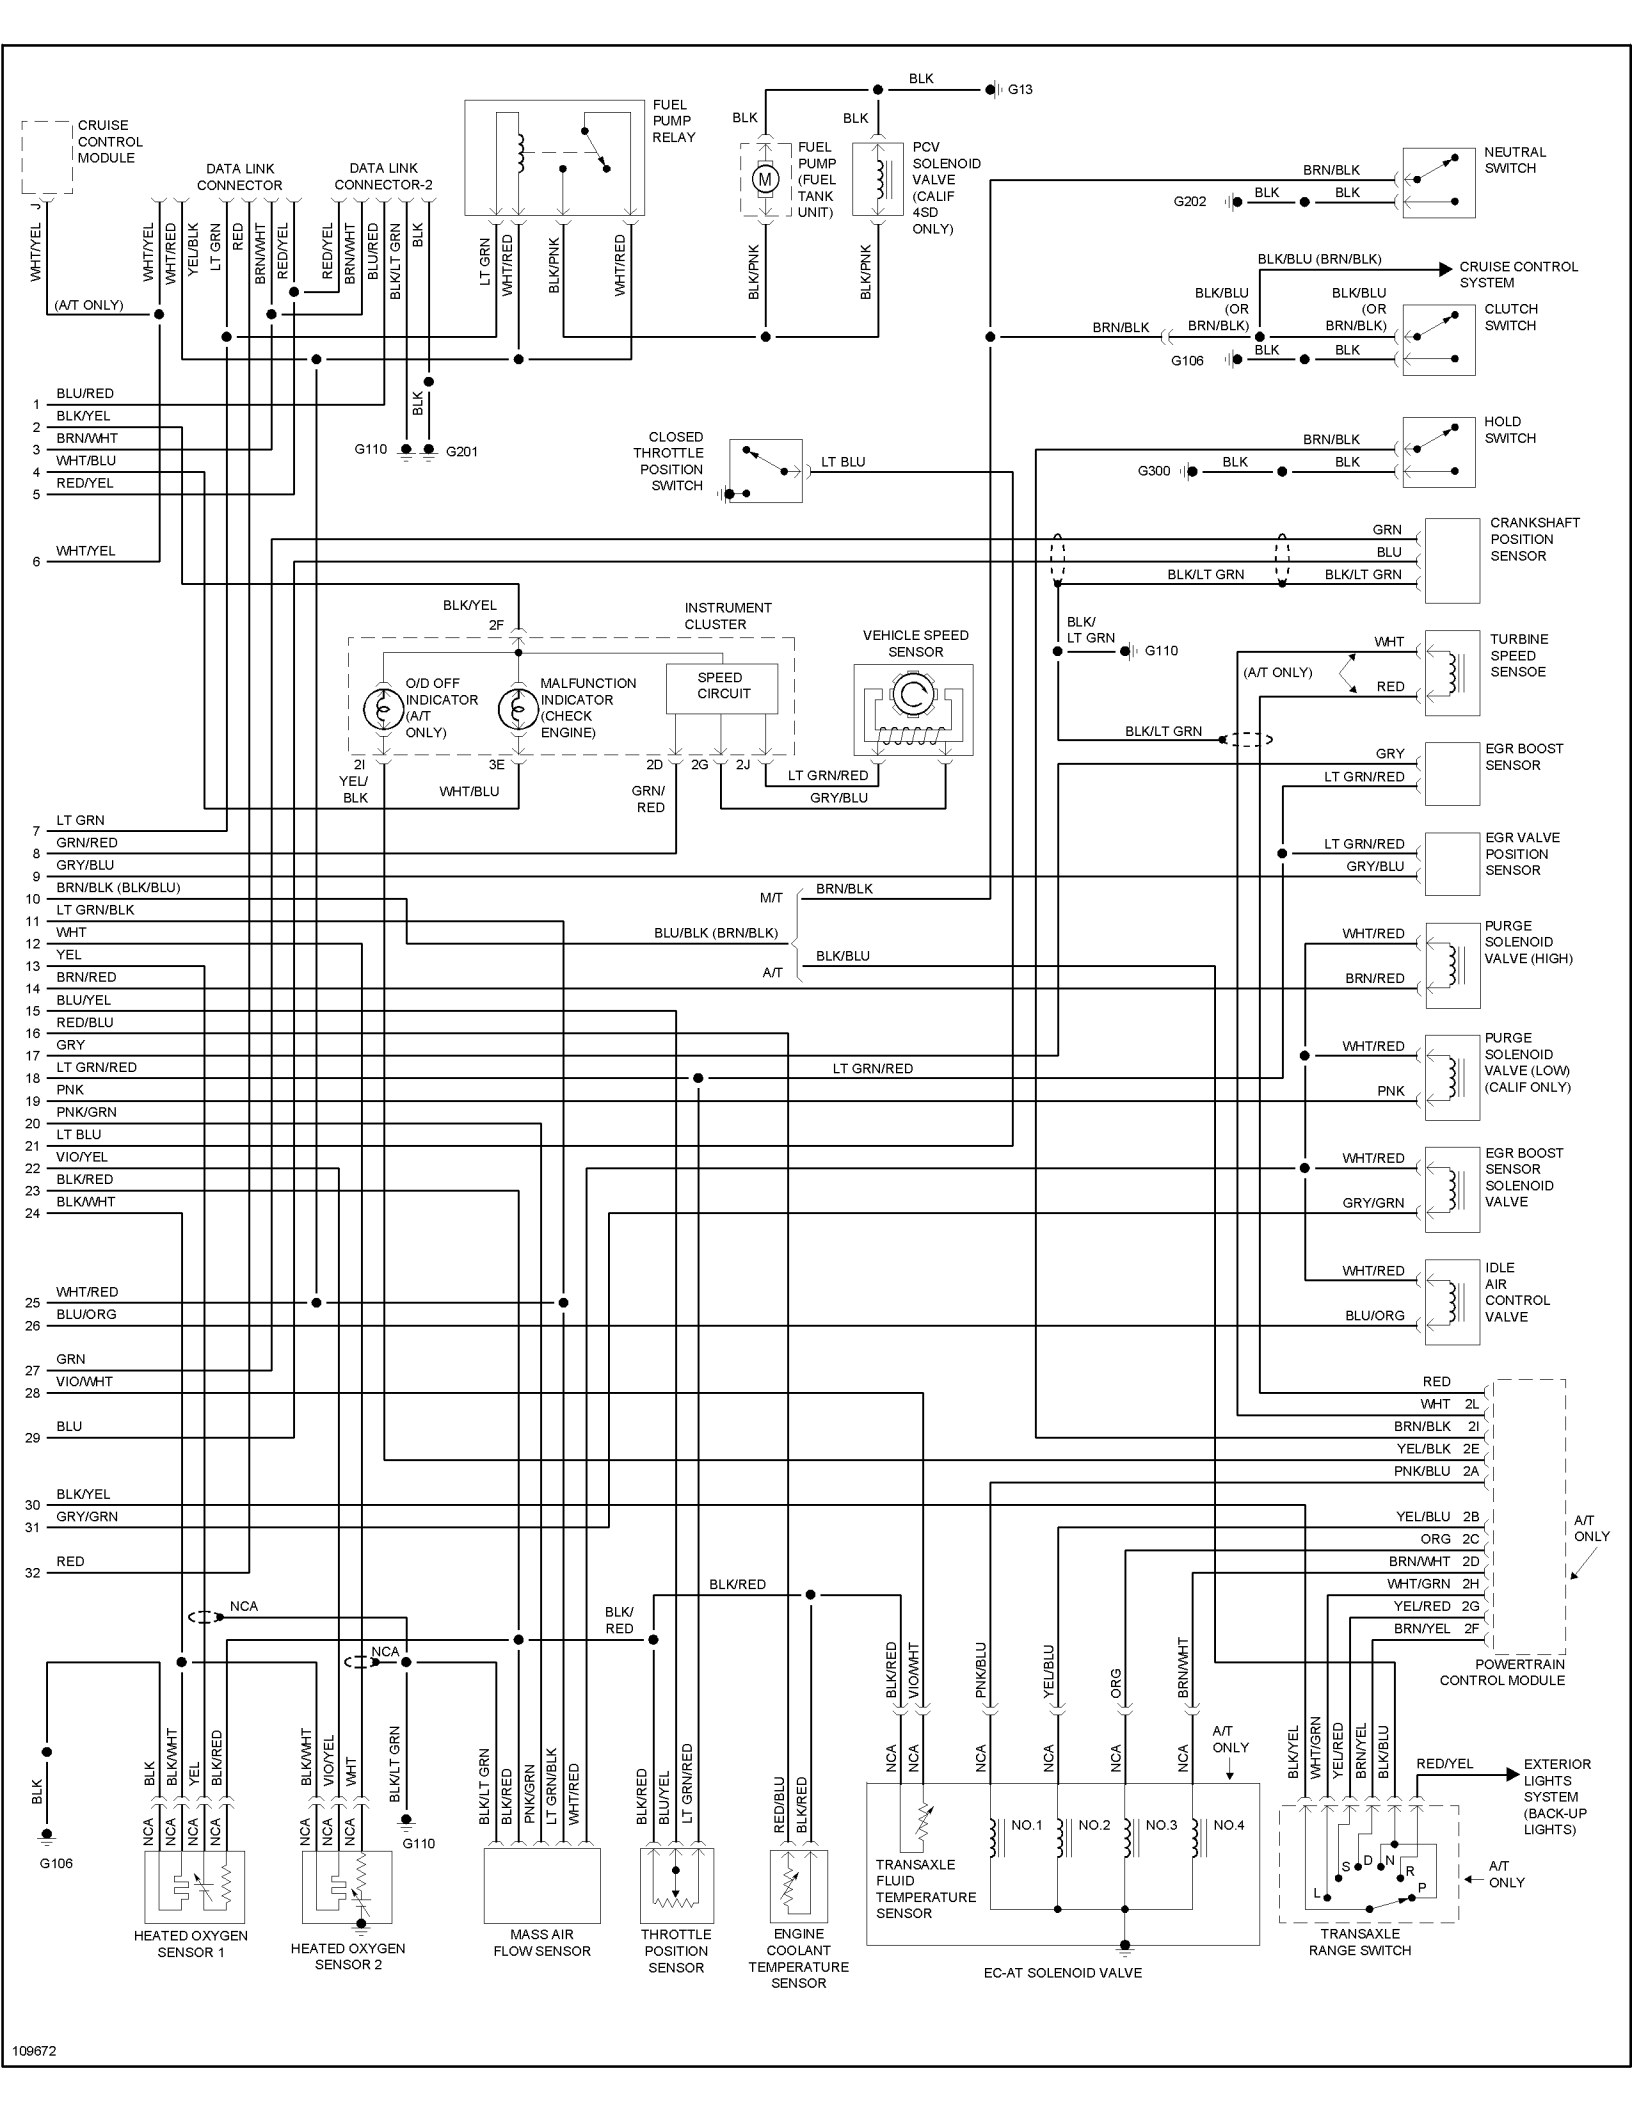 BLK
G13
FUEL
PUMP
RELAY
CRUISE
CONTROL
MODULE
DATA LINK
CONNECTOR
DATA LINK
CONNECTOR-2
BLK
BLK
FUEL
PUMP
(FUEL
TANK
UNIT)
M
PCV
SOLENOID
VALVE
(CALIF
4SD
ONLY)
BRN/BLK
NEUTRAL
SWITCH
G202
BLK
BLK
J
WHT/YEL
WHT/YEL
WHT/RED
YEL/BLK
LT GRN
RED
BRN/WHT
RED/YEL
RED/YEL
BRN/WHT
BLU/RED
BLK/LT GRN
BLK
LT GRN
WHT/RED
BLK/PNK
WHT/RED
BLK/PNK
BLK/PNK
(A/T ONLY)
BLK/BLU (BRN/BLK)
CRUISE CONTROL
SYSTEM
BLK/BLU
(OR
BRN/BLK)
BLK/BLU
(OR
BRN/BLK)
CLUTCH
SWITCH
BRN/BLK
G106
BLK
BLK
1 BLU/RED
2 BLK/YEL
3 BRN/WHT
4 WHT/BLU
5 RED/YEL
6 WHT/YEL
BLK
G110
G201
CLOSED
THROTTLE
POSITION
SWITCH
LT BLU
BRN/BLK
HOLD
SWITCH
G300
BLK
BLK
GRN
BLU
BLK/LT GRN
BLK/LT GRN
CRANKSHAFT
POSITION
SENSOR
BLK/YEL
2F
INSTRUMENT
CLUSTER
O/D OFF
INDICATOR
(A/T
ONLY)
MALFUNCTION
INDICATOR
(CHECK
ENGINE)
SPEED
CIRCUIT
VEHICLE SPEED
SENSOR
BLK/
LT GRN
G110
WHT
(A/T ONLY)
RED
TURBINE
SPEED
SENSOE
BLK/LT GRN
2I
3E
2D
2G
2J
YEL/
BLK
WHT/BLU
GRN/
RED
LT GRN/RED
GRY/BLU
GRY
LT GRN/RED
EGR BOOST
SENSOR
LT GRN/RED
GRY/BLU
EGR VALVE
POSITION
SENSOR
7 LT GRN
8 GRN/RED
9 GRY/BLU
10 BRN/BLK (BLK/BLU)
11 LT GRN/BLK
12 WHT
13 YEL
14 BRN/RED
15 BLU/YEL
16 RED/BLU
17 GRY
18 LT GRN/RED
19 PNK
20 PNK/GRN
21 LT BLU
22 VIO/YEL
23 BLK/RED
24 BLK/WHT
25 WHT/RED
26 BLU/ORG
27 GRN
28 VIO/WHT
29 BLU
30 BLK/YEL
31 GRY/GRN
32 RED
M/T
BRN/BLK
BLU/BLK (BRN/BLK)
A/T
BLK/BLU
LT GRN/RED
WHT/RED
BRN/RED
PURGE
SOLENOID
VALVE (HIGH)
WHT/RED
PNK
PURGE
SOLENOID
VALVE (LOW)
(CALIF ONLY)
WHT/RED
GRY/GRN
EGR BOOST
SENSOR
SOLENOID
VALVE
WHT/RED
BLU/ORG
IDLE
AIR
CONTROL
VALVE
RED
WHT 2L
BRN/BLK 2I
YEL/BLK 2E
PNK/BLU 2A
YEL/BLU 2B
ORG 2C
BRN/WHT 2D
WHT/GRN 2H
YEL/RED 2G
BRN/YEL 2F
A/T
ONLY
POWERTRAIN
CONTROL MODULE
NCA
NCA
BLK/RED
BLK/
RED
BLK
G106
BLK
BLK/WHT
YEL
BLK/RED
NCA
NCA
NCA
NCA
HEATED OXYGEN
SENSOR 1
BLK/WHT
VIO/YEL
WHT
NCA
NCA
NCA
HEATED OXYGEN
SENSOR 2
BLK/LT GRN
G110
BLK/LT GRN
BLK/RED
PNK/GRN
LT GRN/BLK
WHT/RED
MASS AIR
FLOW SENSOR
BLK/RED
BLU/YEL
LT GRN/RED
THROTTLE
POSITION
SENSOR
RED/BLU
BLK/RED
ENGINE
COOLANT
TEMPERATURE
SENSOR
BLK/RED
VIO/WHT
NCA
NCA
TRANSAXLE
FLUID
TEMPERATURE
SENSOR
PNK/BLU
YEL/BLU
ORG
BRN/WHT
NCA
NCA
NCA
NCA
A/T
ONLY
NO.1
NO.2
NO.3
NO.4
EC-AT SOLENOID VALVE
BLK/YEL
WHT/GRN
YEL/RED
BRN/YEL
BLK/BLU
RED/YEL
EXTERIOR
LIGHTS
SYSTEM
(BACK-UP
LIGHTS)
L
S
D
N
R
P
A/T
ONLY
TRANSAXLE
RANGE SWITCH
109672